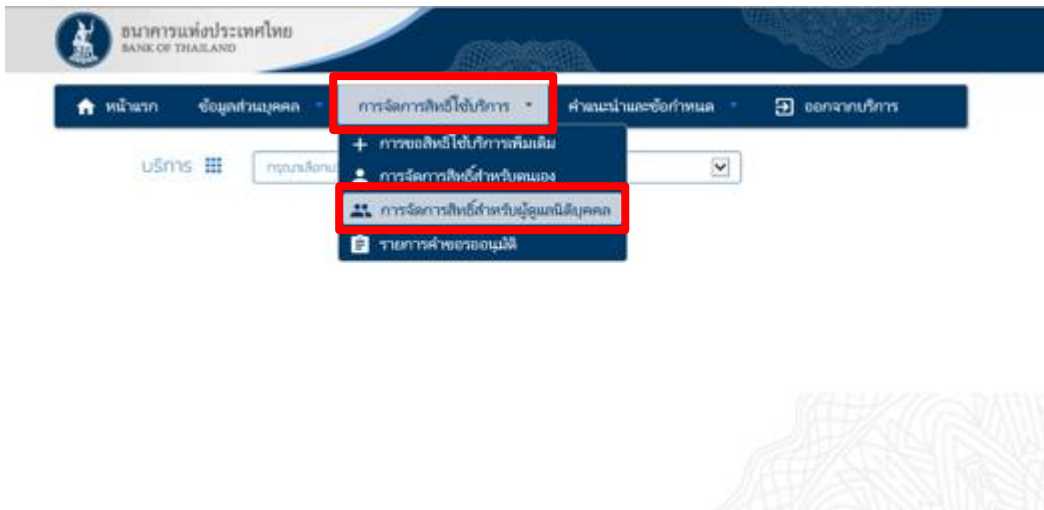 ธนาคารแห่งประเทศไทย
BANK OF THAILAND
หน้าแรก ข้อมูลส่วนบุคคล การจัดการสิทธิ์ใช้บริการ คำแนะนำและข้อกำหนด ออกจากบริการ
การขอสิทธิ์ใช้บริการเพิ่มเติม
บริการ กรุณาเลือกบ
การจัดการสิทธิ์สำหรับตนเอง
การจัดการสิทธิ์สำหรับผู้ดูแลนิติบุคคล
รายการคำขอรออนุมัติ